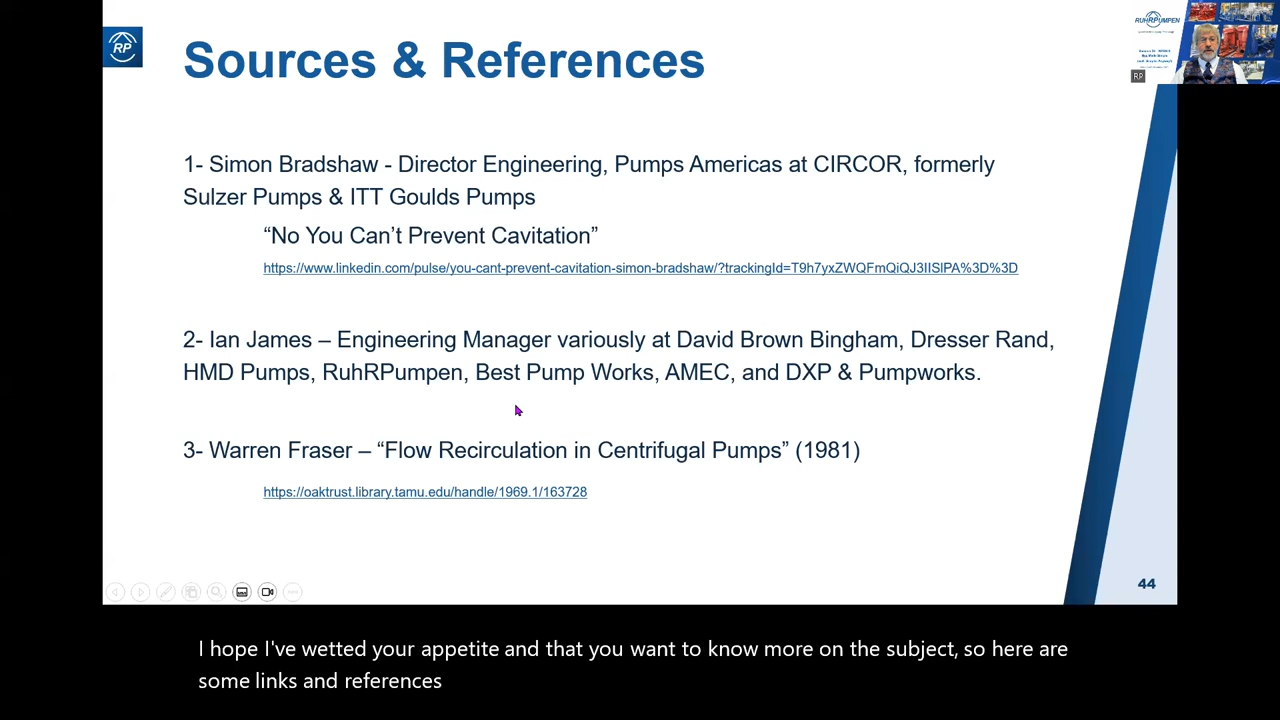 RP
Sources & References
RUHRPUMPEN
RP
1- Simon Bradshaw - Director Engineering, Pumps Americas at CIRCOR, formerly
Sulzer Pumps & ITT Goulds Pumps
“No You Can’t Prevent Cavitation”
https://www.linkedin.com/pulse/you-cant-prevent-cavitation-simon-bradshaw/?trackingId=T9h7yxZWQFmQiQJ3IISlPA%3D%3D
2- Ian James – Engineering Manager variously at David Brown Bingham, Dresser Rand,
HMD Pumps, RuhRPumpen, Best Pump Works, AMEC, and DXP & Pumpworks.
3- Warren Fraser – “Flow Recirculation in Centrifugal Pumps” (1981)
https://oaktrust.library.tamu.edu/handle/1969.1/163728
44
I hope I've wetted your appetite and that you want to know more on the subject, so here are
some links and references